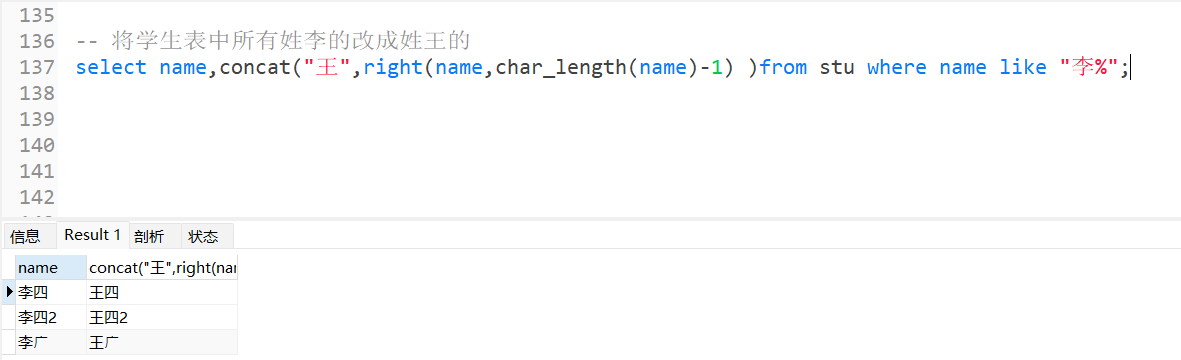 135
136 -- 将学生表中所有姓李的改成姓王的
137 select name,concat("王",right(name,char_length(name)-1) )from stu where name like "李%";
138
139
140
141
142
信息 Result 1 剖析 状态
name concat("王",right(nar
李四 王四
李四2 王四2
李广 王广